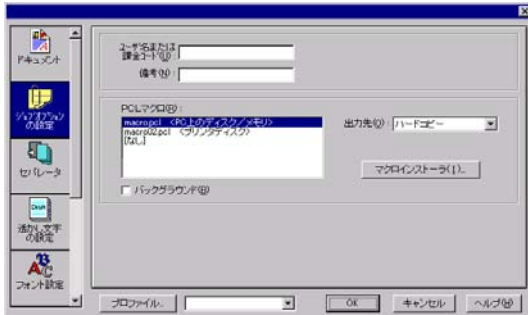 ドキュメント
ジョブオプション
の設定
セパレータ
透かし文字
の設定
フォント設定
ユーザ名または
課金コード(U):
備考(N):
PCLマクロ(R):
macro.pcl <PC上のディスク/メモリ>
macro02.pcl <プリンタディスク>
[なし]
バックグラウンド(B)
出力先(O): ハードコピー
マクロインストーラ(I)...
プロファイル...
OK
キャンセル
ヘルプ(H)